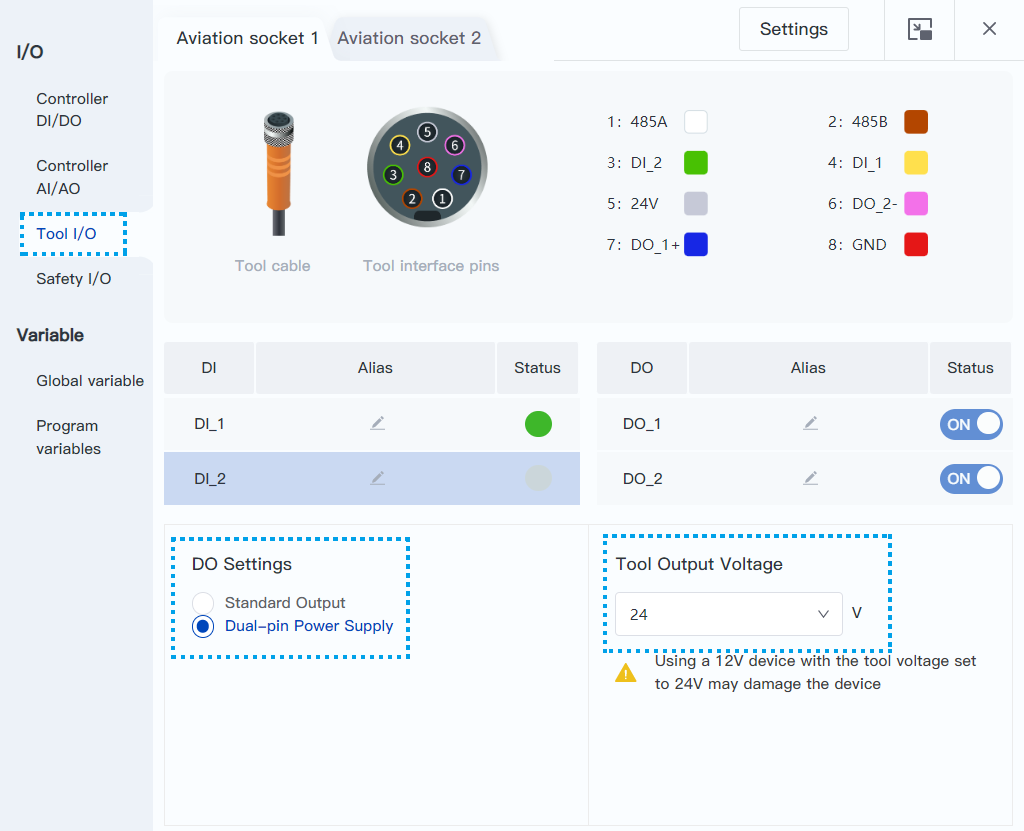 I/O
Controller
DI/DO
Controller
AI/AO
Tool I/O
Safety I/O
Variable
Global variable
Program
variables
Aviation socket 1
Aviation socket 2
Settings
5
4
6
3
8
7
2
1
Tool cable
Tool interface pins
1: 485A
2: 485B
3: DI_2
4: DI_1
5: 24V
6: DO_2-
7: DO_1+
8: GND
DI Alias Status
DI_1
DI_2
DO Alias Status
DO_1 ON
DO_2 ON
DO Settings
Standard Output
Dual-pin Power Supply
Tool Output Voltage
24 V
Using a 12V device with the tool voltage set
to 24V may damage the device